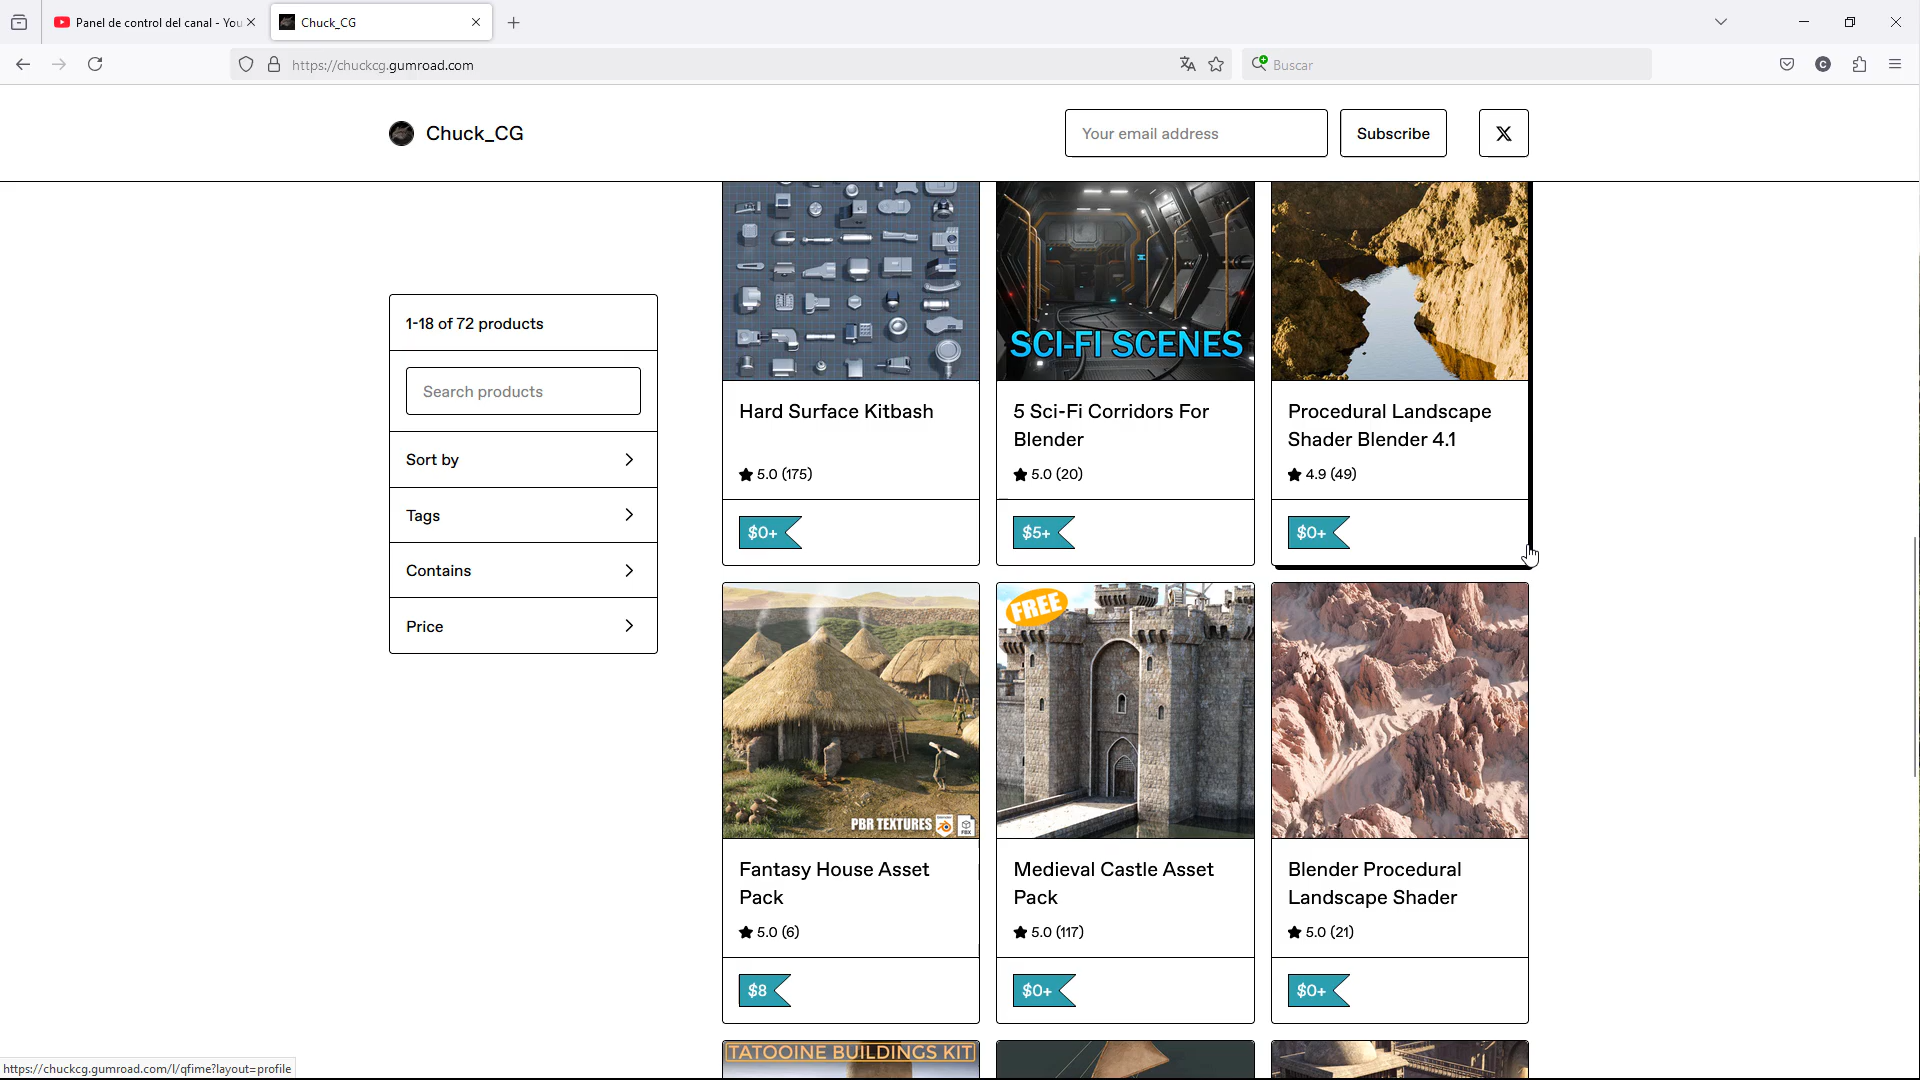 Panel de control del canal - You
Chuck_CG
https://chuckcg.gumroad.com
Buscar
C
Chuck_CG
Your email address
Subscribe
1-18 of 72 products
Search products
Sort by
Tags
Contains
Price
SCI-FI SCENES
Hard Surface Kitbash
5.0 (175)
$0+
5 Sci-Fi Corridors For
Blender
5.0 (20)
$5+
Procedural Landscape
Shader Blender 4.1
4.9 (49)
$0+
PBR TEXTURES
FBX
Fantasy House Asset
Pack
5.0 (6)
$8
FREE
Medieval Castle Asset
Pack
5.0 (117)
$0+
Blender Procedural
Landscape Shader
5.0 (21)
$0+
TATOOINE BUILDINGS KIT
https://chuckcg.gumroad.com/l/qfime?layout=profile